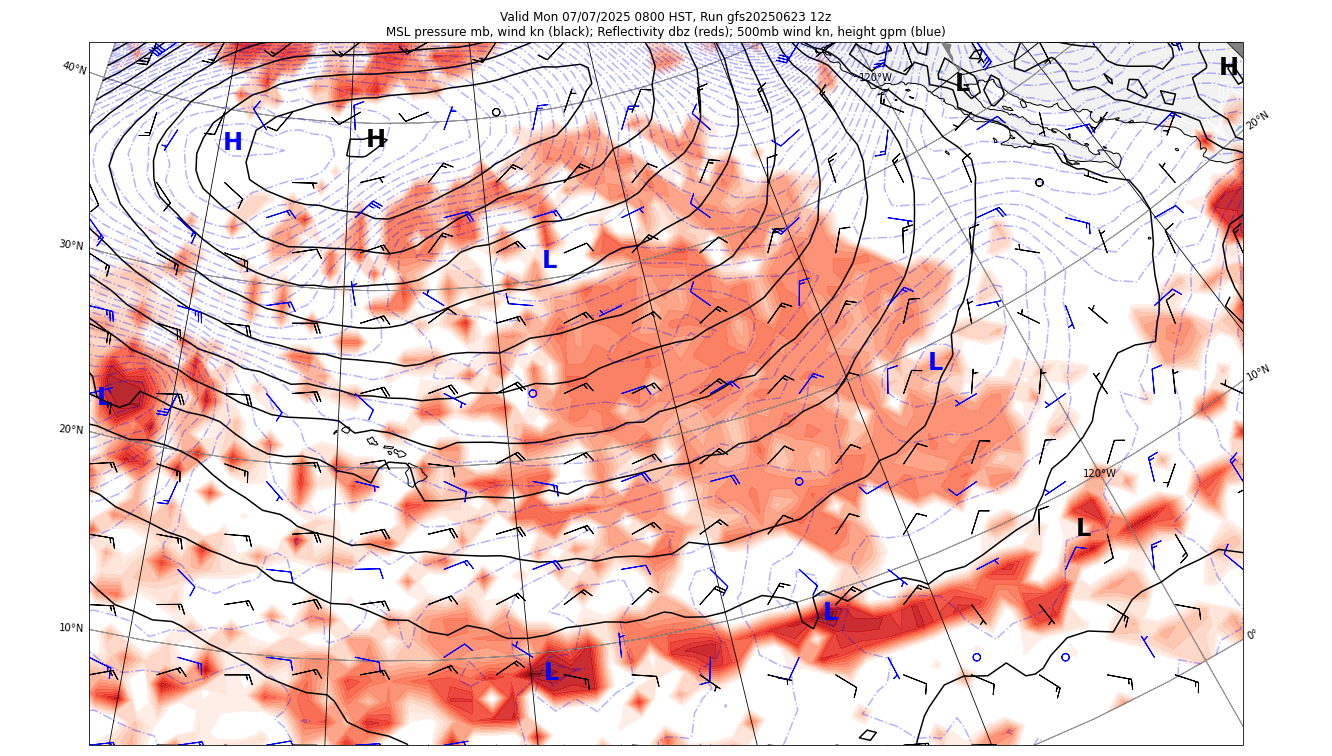 Valid Mon 07/07/2025 0800 HST, Run gfs20250623 12z
MSL pressure mb, wind kn (black); Reflectivity dbz (reds); 500mb wind kn, height gpm (blue)
40°N
120°W
L
H
20°N
H
H
30°N
L
L
10°N
L
20°N
120°W
L
L
10°N
0°
L